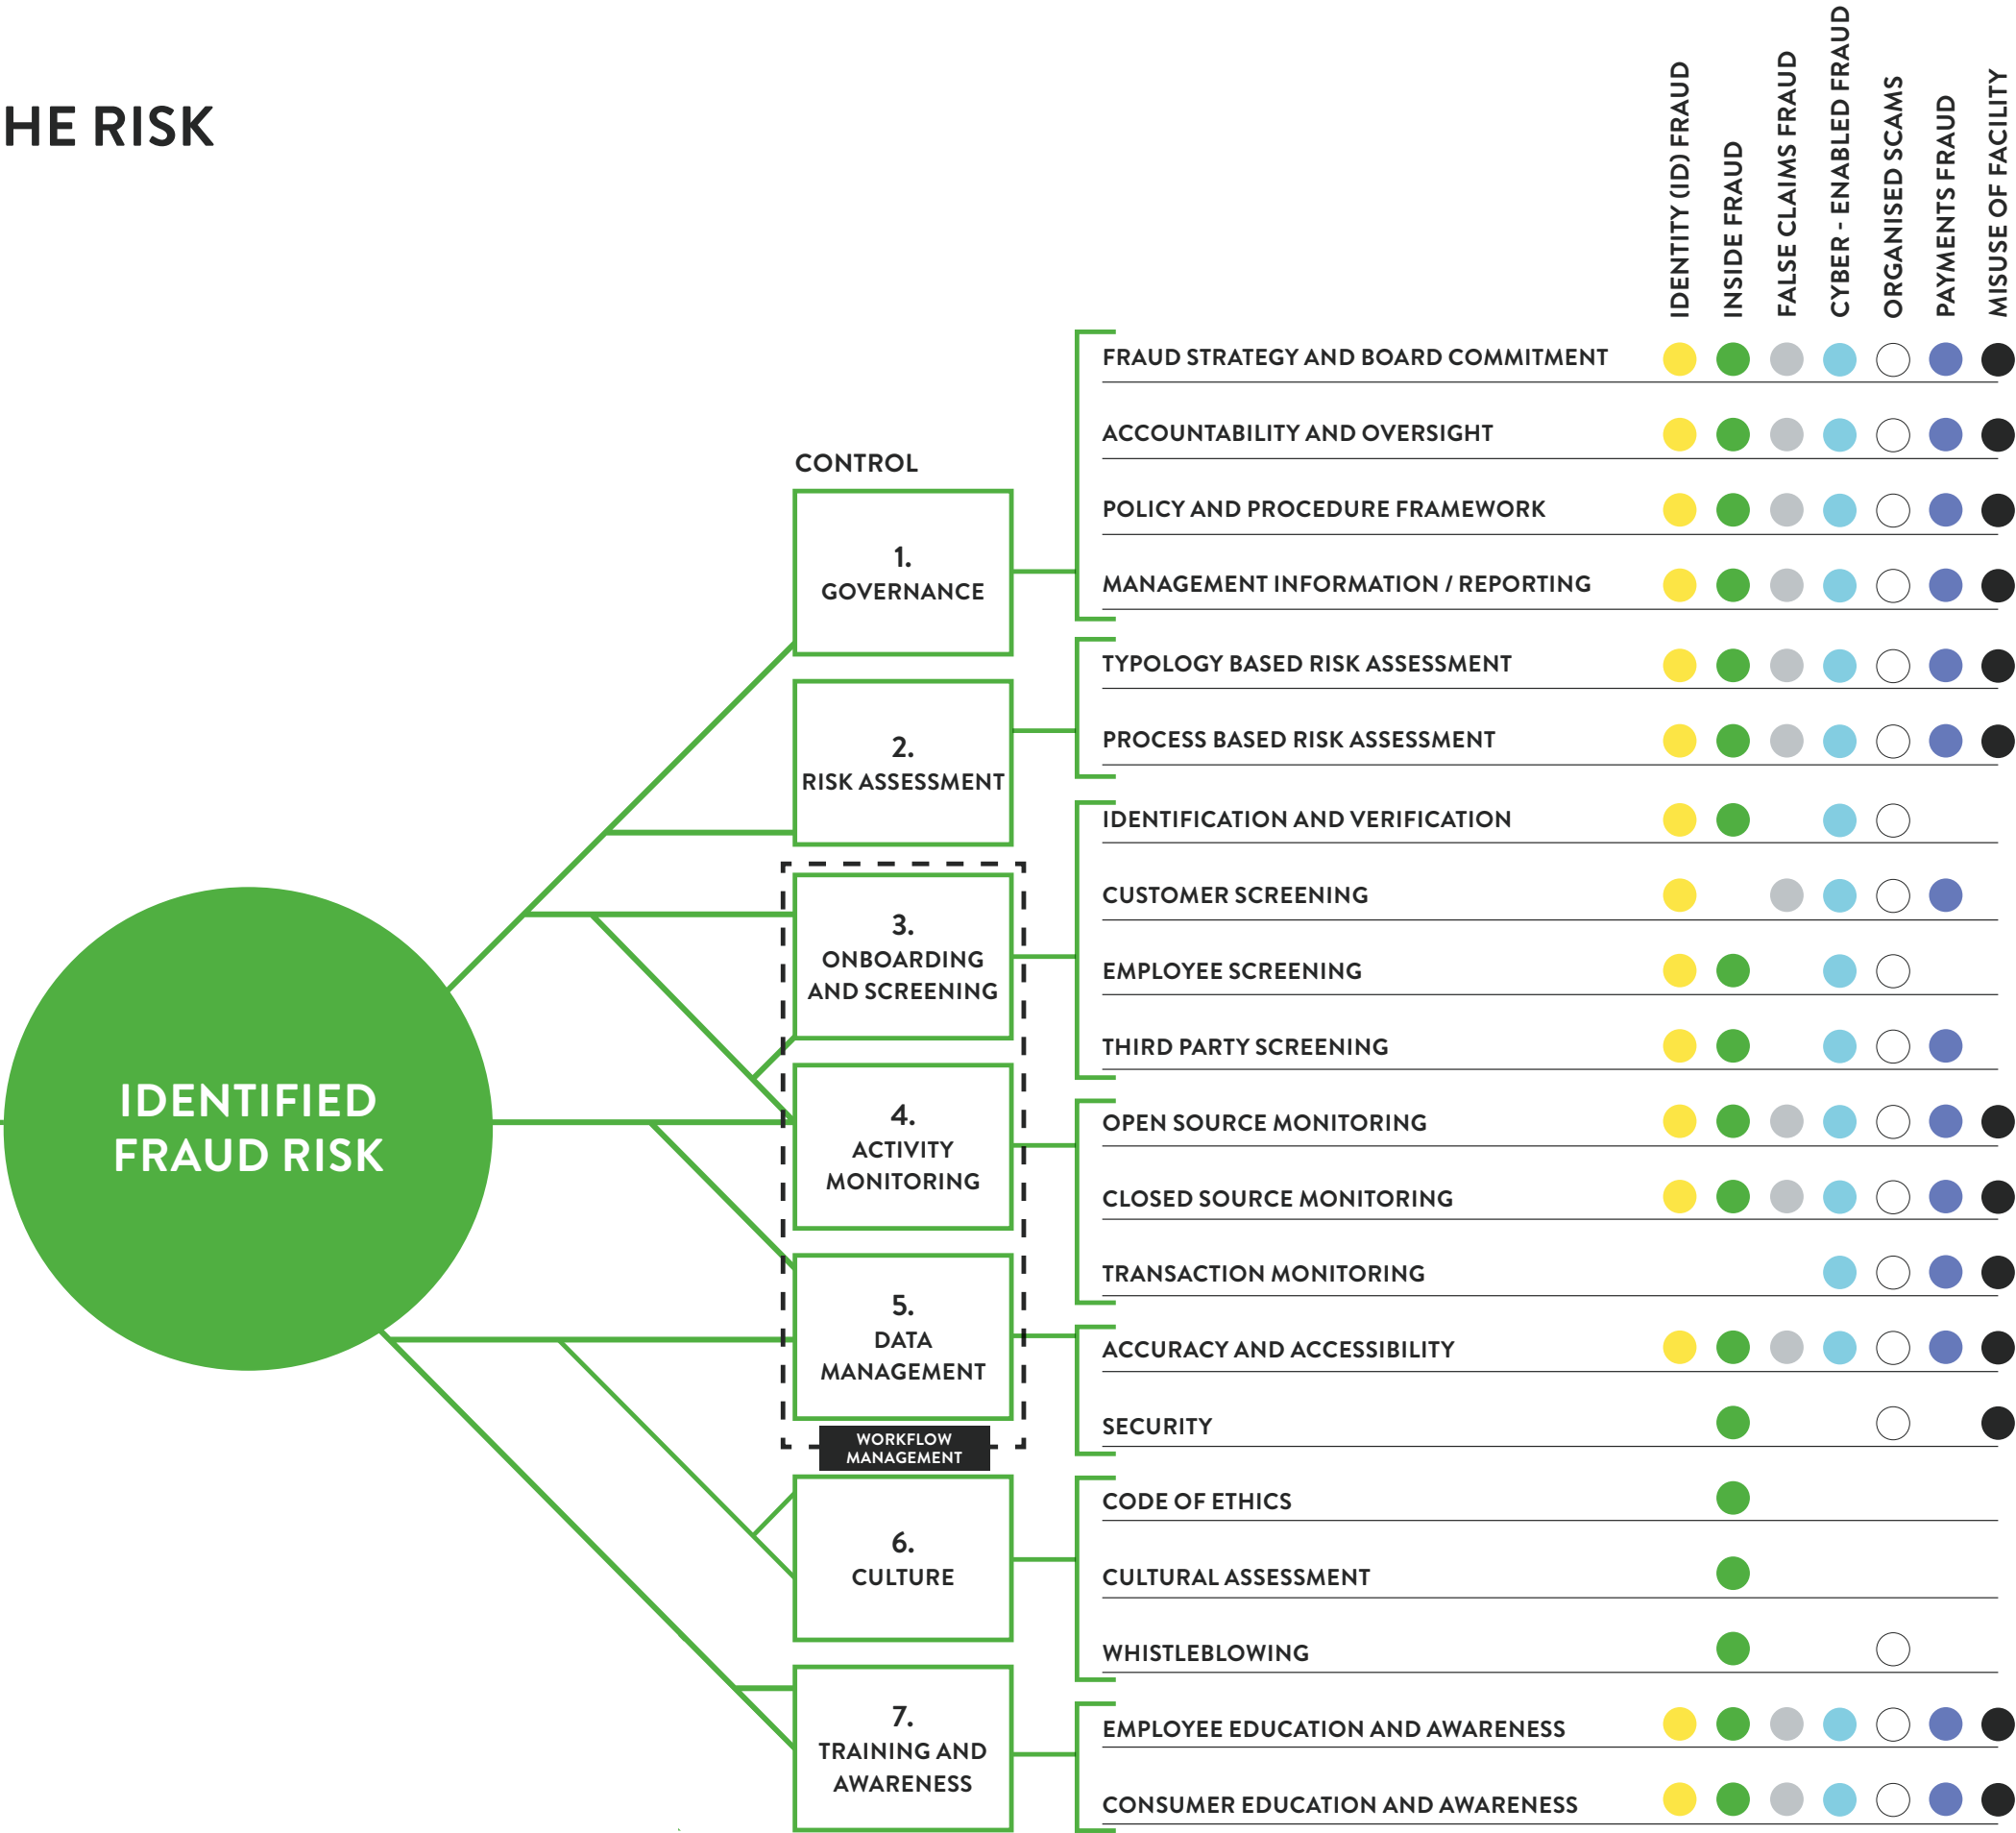 HE RISK
IDENTITY (ID) FRAUD
INSIDE FRAUD
FALSE CLAIMS FRAUD
CYBER - ENABLED FRAUD
ORGANISED SCAMS
PAYMENTS FRAUD
MISUSE OF FACILITY
IDENTIFIED
FRAUD RISK
CONTROL
1.
GOVERNANCE
FRAUD STRATEGY AND BOARD COMMITMENT
ACCOUNTABILITY AND OVERSIGHT
POLICY AND PROCEDURE FRAMEWORK
MANAGEMENT INFORMATION / REPORTING
2.
RISK ASSESSMENT
TYPOLOGY BASED RISK ASSESSMENT
PROCESS BASED RISK ASSESSMENT
3.
ONBOARDING
AND SCREENING
IDENTIFICATION AND VERIFICATION
CUSTOMER SCREENING
EMPLOYEE SCREENING
THIRD PARTY SCREENING
4.
ACTIVITY
MONITORING
OPEN SOURCE MONITORING
CLOSED SOURCE MONITORING
TRANSACTION MONITORING
5.
DATA
MANAGEMENT
ACCURACY AND ACCESSIBILITY
SECURITY
WORKFLOW
MANAGEMENT
6.
CULTURE
CODE OF ETHICS
CULTURAL ASSESSMENT
WHISTLEBLOWING
7.
TRAINING AND
AWARENESS
EMPLOYEE EDUCATION AND AWARENESS
CONSUMER EDUCATION AND AWARENESS